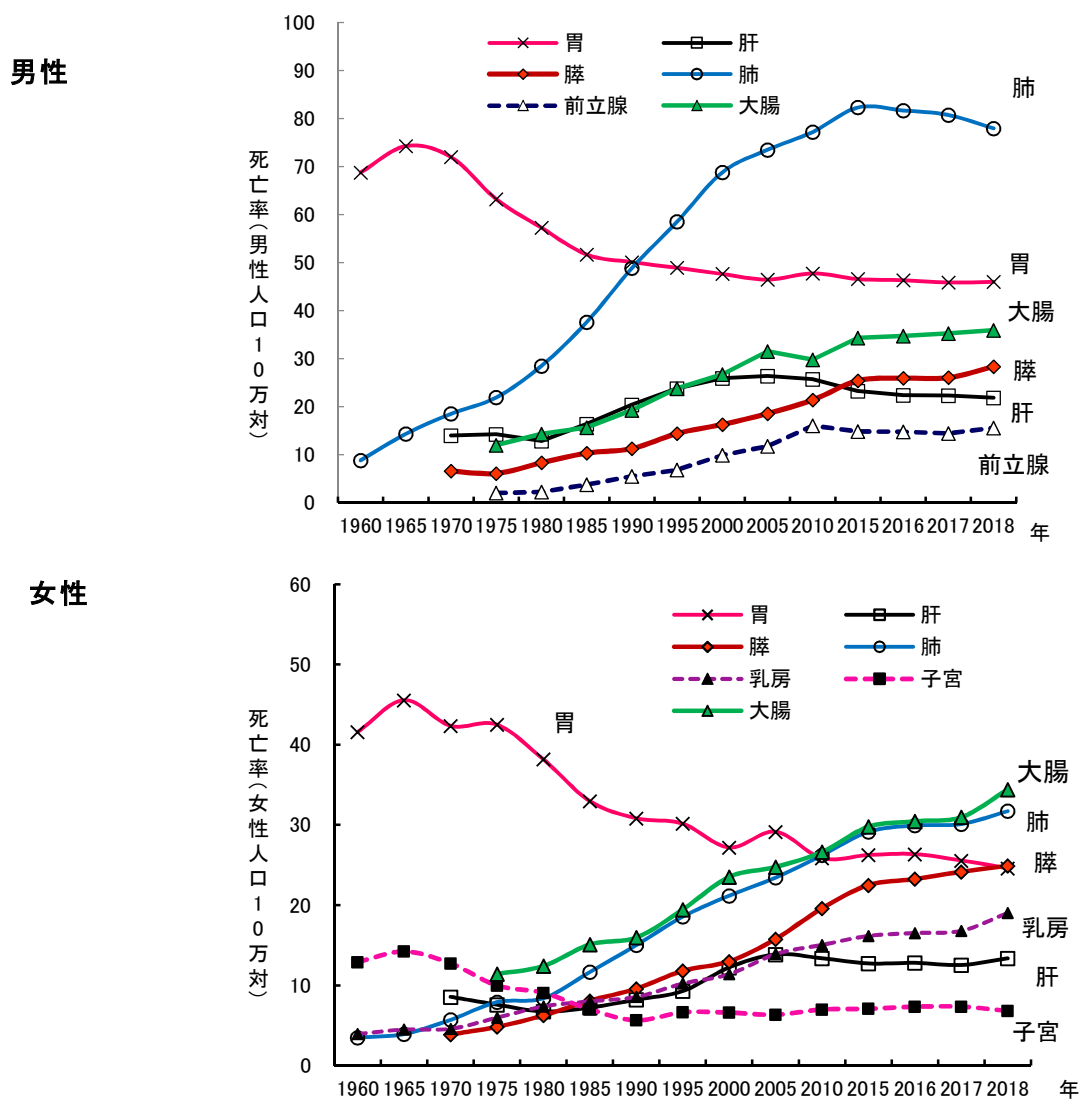 男性
100
90
80
70
60
50
40
30
20
10
0
死亡率(男性人口10万対)
胃 肝
膵 肺
前立腺 大腸
肺
胃
大腸
膵
肝
前立腺
1960 1965 1970 1975 1980 1985 1990 1995 2000 2005 2010 2015 2016 2017 2018 年
女性
60
50
40
30
20
10
0
死亡率(女性人口10万対)
胃 肝
膵 肺
乳房 子宮
大腸
胃
大腸
肺
膵
乳房
肝
子宮
1960 1965 1970 1975 1980 1985 1990 1995 2000 2005 2010 2015 2016 2017 2018 年